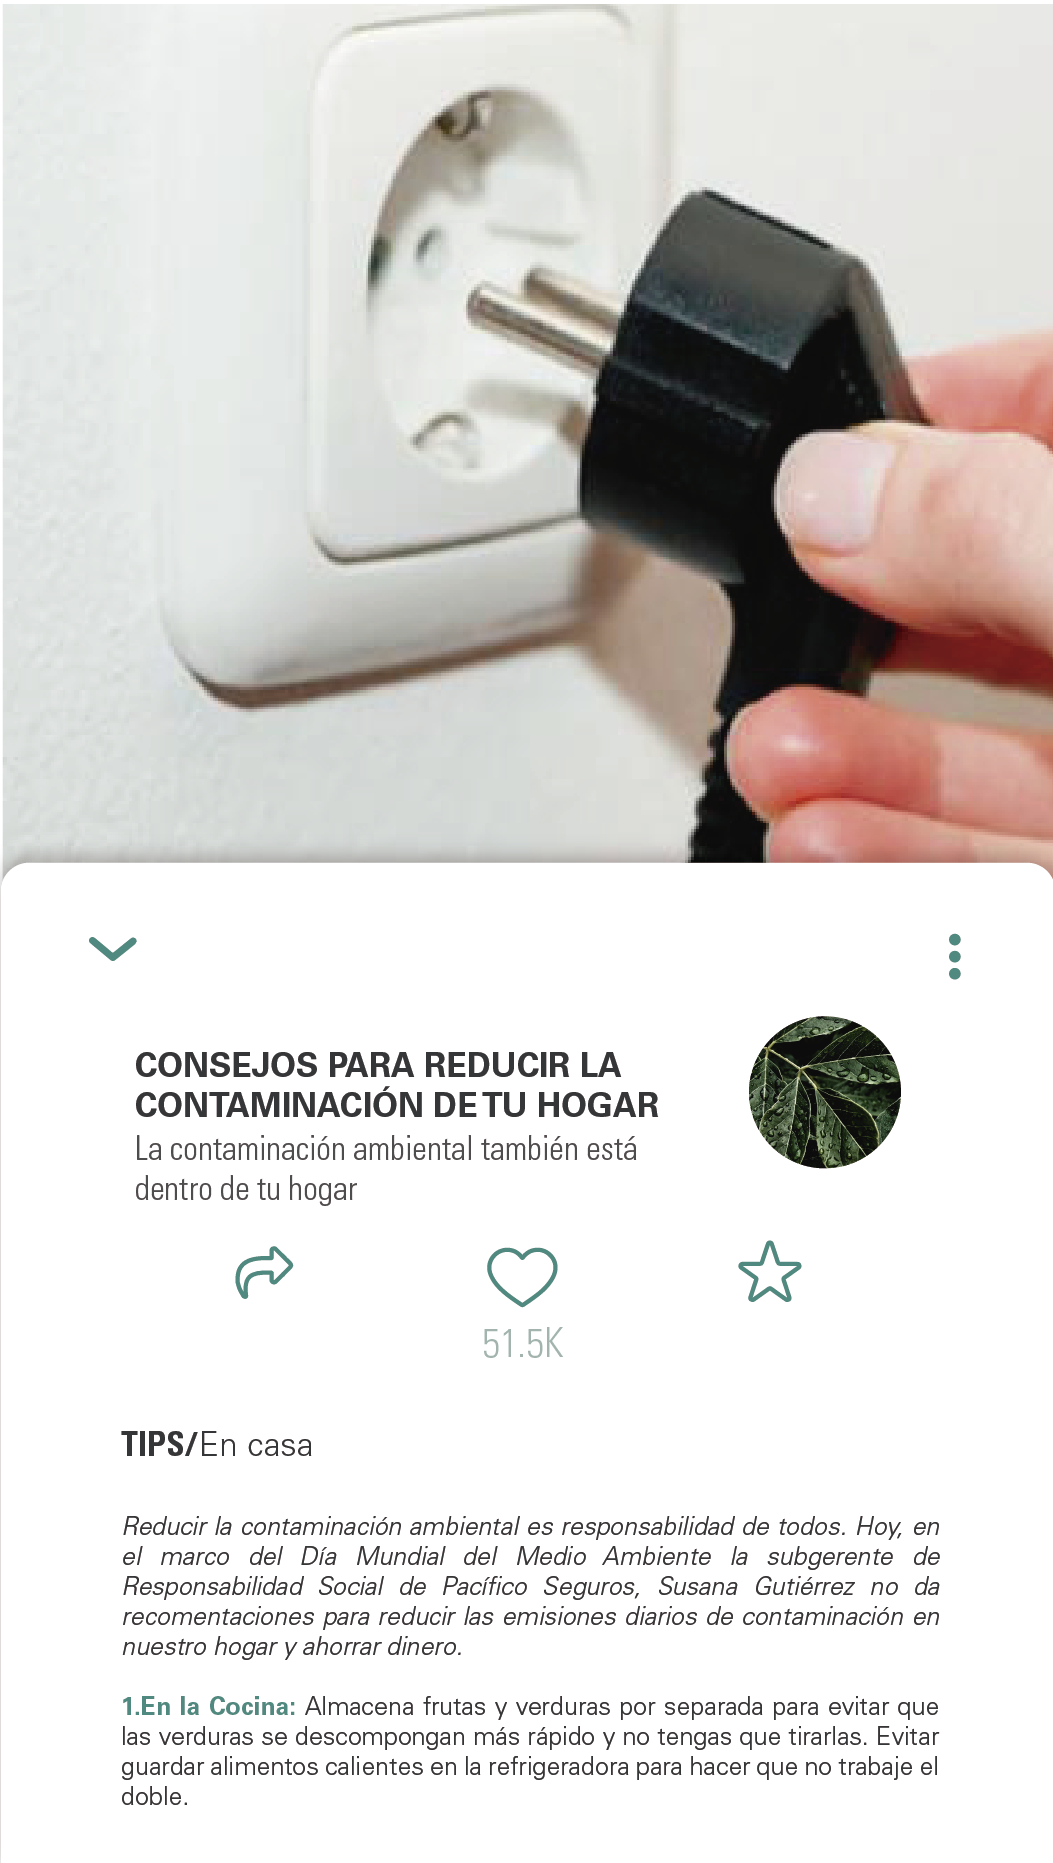 CONSEJOS PARA REDUCIR LA
CONTAMINACIÓN DE TU HOGAR
La contaminación ambiental también está
dentro de tu hogar
51.5K
TIPS/En casa
Reducir la contaminación ambiental es responsabilidad de todos. Hoy, en
el marco del Día Mundial del Medio Ambiente la subgerente de
Responsabilidad Social de Pacífico Seguros, Susana Gutiérrez no da
recomentaciones para reducir las emisiones diarios de contaminación en
nuestro hogar y ahorrar dinero.
1.En la Cocina: Almacena frutas y verduras por separada para evitar que
las verduras se descompongan más rápido y no tengas que tirarlas. Evitar
guardar alimentos calientes en la refrigeradora para hacer que no trabaje el
doble.